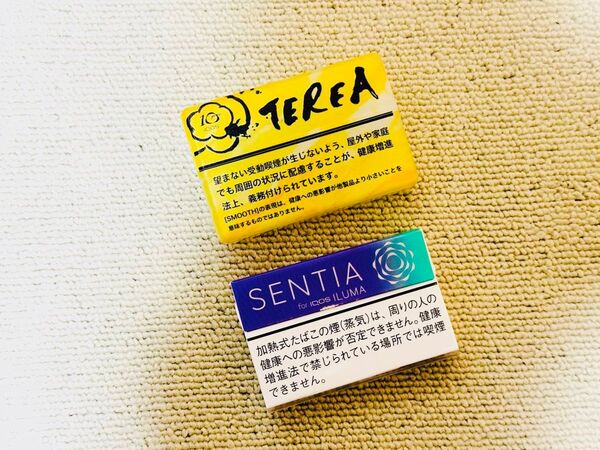 TEREA
望まない受動喫煙が生じないよう、屋外や家庭
でも周囲の状況に配慮することが、健康増進
法上、義務付けられています。
[SMOOTH]の表現は、健康への悪影響が他製品より小さいことを
意味するものではありません。
SENTIA
for IQOS ILUMA
加熱式たばこの煙(蒸気)は、周りの人の
健康への悪影響が否定できません。健康
増進法で禁じられている場所では喫煙
できません。